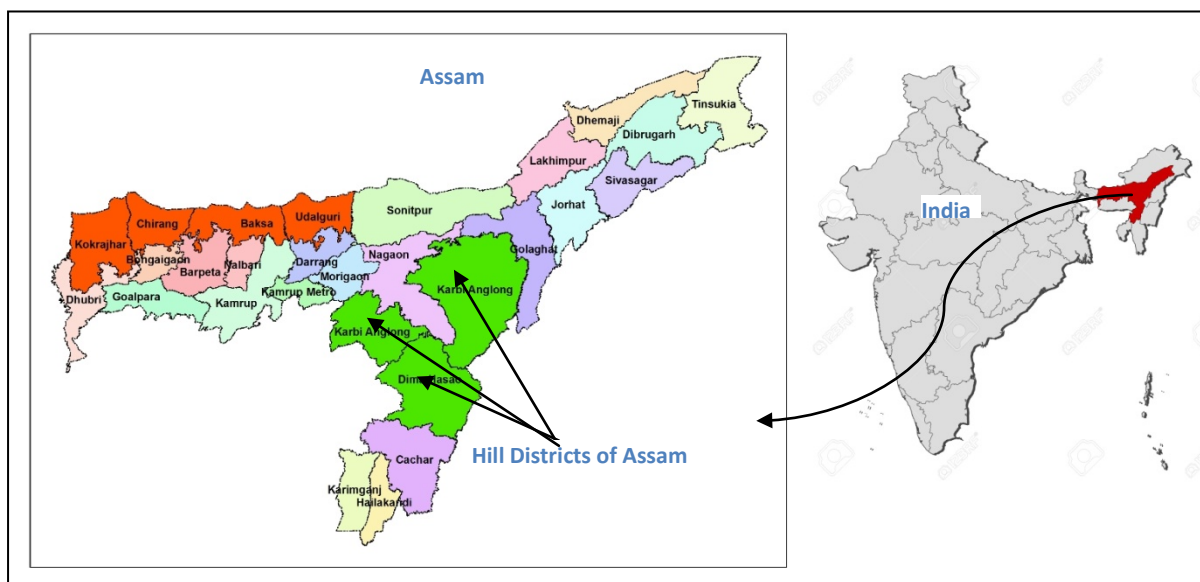 Assam
Tinsukia
Dhemaji
Dibrugarh
Lakhimpur
Sivasagar
Jorhat
Sonitpur
Udalguri
Baksa
Chirang
Kokrajhar
Golaghat
Nagaon
Bongaigaon
Nalbari
Darrang
Barpeta
Morigaon
Karbi Anglong
Kamrup Metro
Dhubri
Goalpara
Kamrup
Karbi Anglong
Dima Hasao
Hill Districts of Assam
Cachar
Karimganj
Hailakandi
India